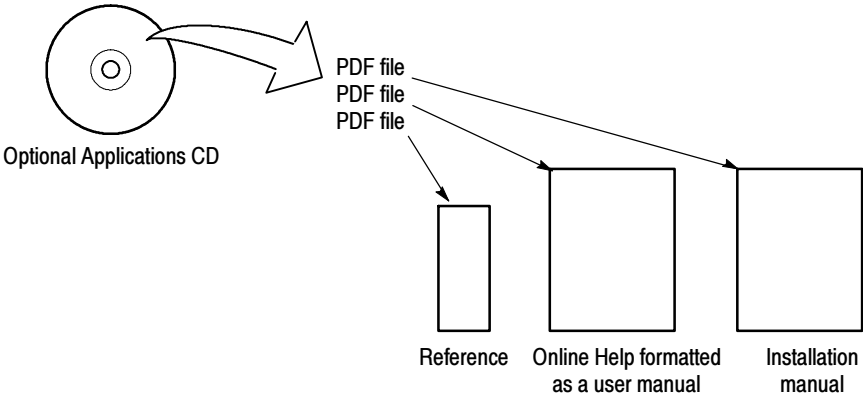 PDF file
PDF file
PDF file
Optional Applications CD
Reference
Online Help formatted
as a user manual
Installation
manual